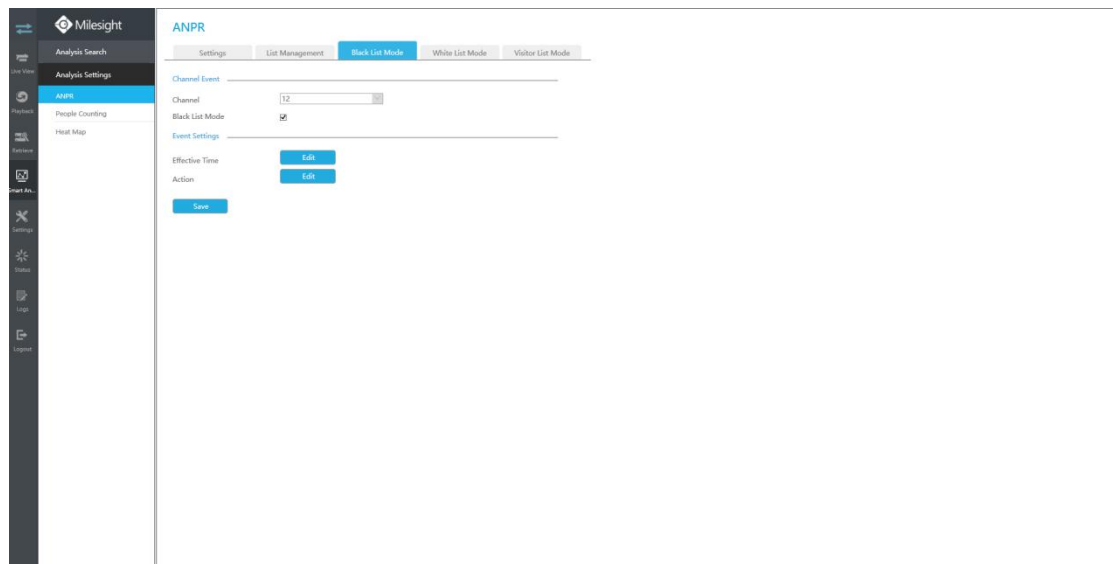 Milesight
Analysis Search
Analysis Settings
ANPR
People Counting
Heat Map
Live View
Playback
Retrieve
Smart An...
Settings
Status
Logs
Logout
ANPR
Settings
List Management
Black List Mode
White List Mode
Visitor List Mode
Channel Event
Channel
12
Black List Mode
Event Settings
Effective Time
Edit
Action
Edit
Save